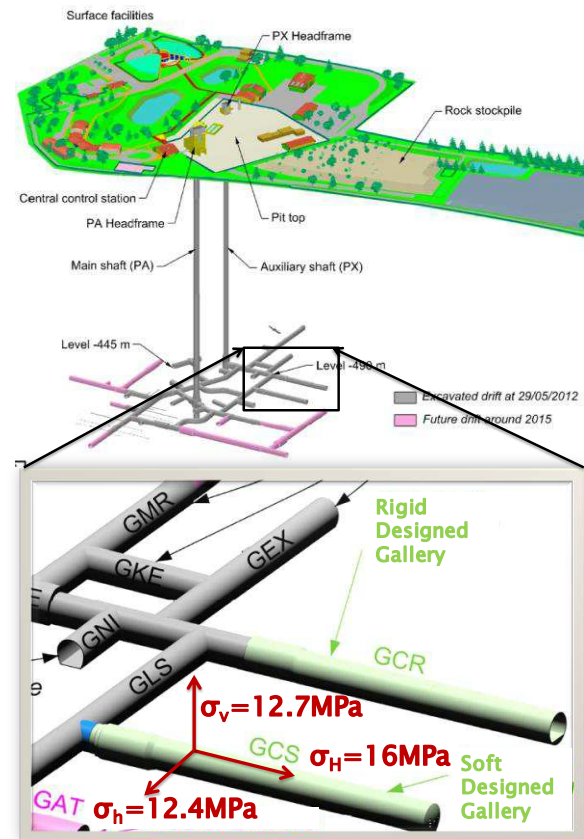 Surface facilities
PX Headframe
Rock stockpile
Central control station
PA Headframe
Pit top
Main shaft (PA)
Auxiliary shaft (PX)
Level -445 m
Level -490 m
Excavated drift at 29/05/2012
Future drift around 2015
Rigid
Designed
Gallery
GMR
GEX
GKE
E
GNI
GCR
GLS
e
σv=12.7MPa
GCS
σH=16MPa
Soft
Designed
Gallery
GAT
σh=12.4MPa